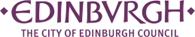 ·EDINBVRGH·
THE CITY OF EDINBURGH COUNCIL